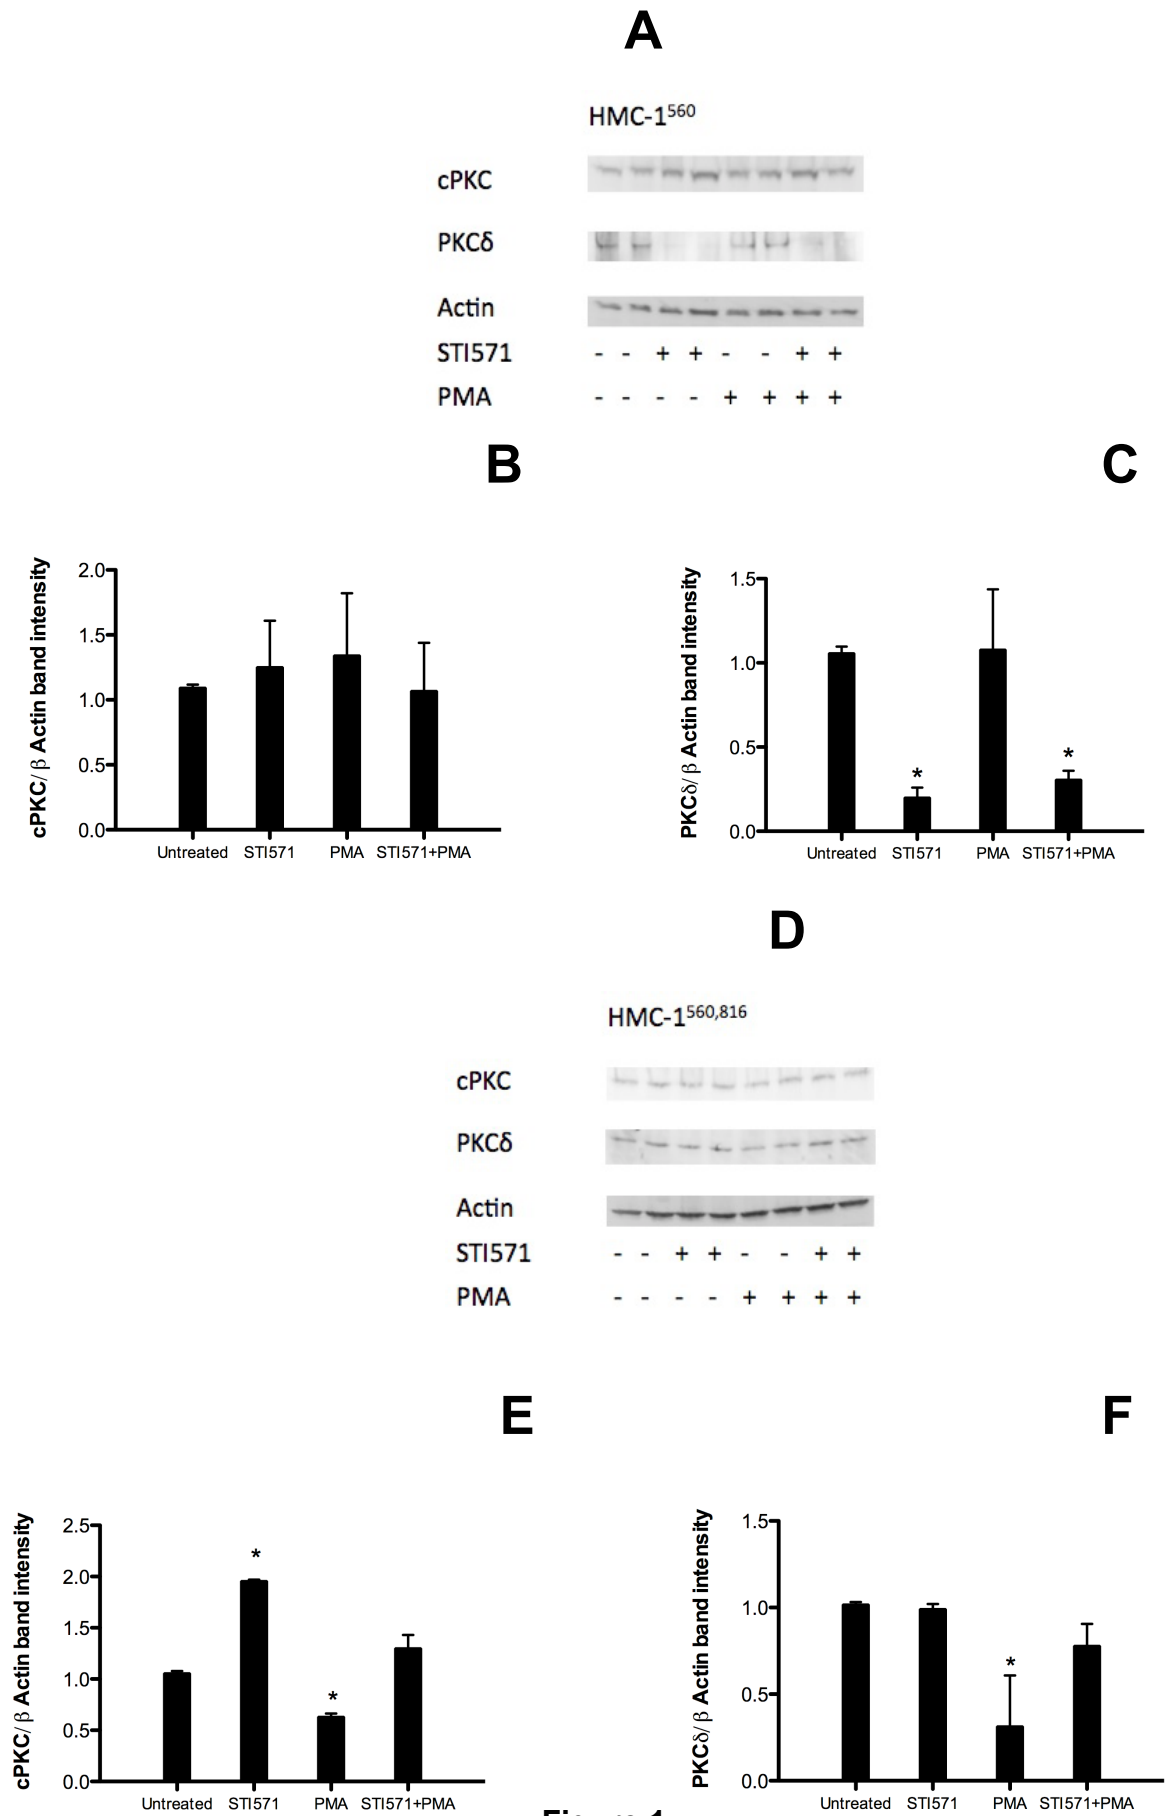 A
HMC-1⁵⁶⁰
cPKC
PKCδ
Actin
STI571 - - + + - - + +
PMA - - - - + + + +
B
cPKC/ β Actin band intensity
2.0
1.5
1.0
0.5
0.0
Untreated STI571 PMA STI571+PMA
C
PKCδ/ β Actin band intensity
1.5
1.0
0.5
0.0
* *
Untreated STI571 PMA STI571+PMA
D
HMC-1⁵⁶⁰,⁸¹⁶
cPKC
PKCδ
Actin
STI571 - - + + - - + +
PMA - - - - + + + +
E
cPKC/ β Actin band intensity
2.5
2.0
1.5
1.0
0.5
0.0
* *
Untreated STI571 PMA STI571+PMA
F
PKCδ/ β Actin band intensity
1.5
1.0
0.5
0.0
*
Untreated STI571 PMA STI571+PMA
Figure 1